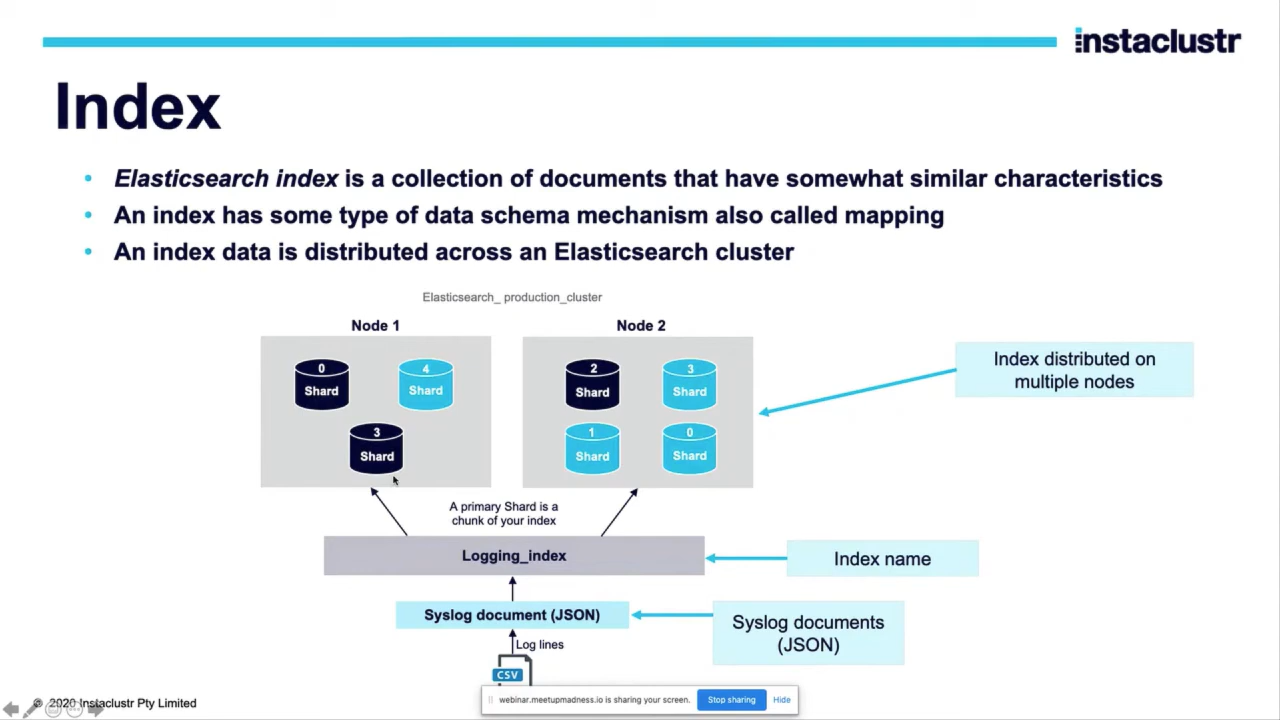 instaclustr
Index
• Elasticsearch index is a collection of documents that have somewhat similar characteristics
• An index has some type of data schema mechanism also called mapping
• An index data is distributed across an Elasticsearch cluster
Elasticsearch_ production_cluster
Node 1
Node 2
0
Shard
4
Shard
3
Shard
2
Shard
3
Shard
1
Shard
0
Shard
Index distributed on
multiple nodes
A primary Shard is a
chunk of your index
Logging_index
Index name
Syslog document (JSON)
Syslog documents
(JSON)
Log lines
CSV
webinar.meetupmadness.io is sharing your screen.
Stop sharing
Hide
© 2020 Instaclustr Pty Limited